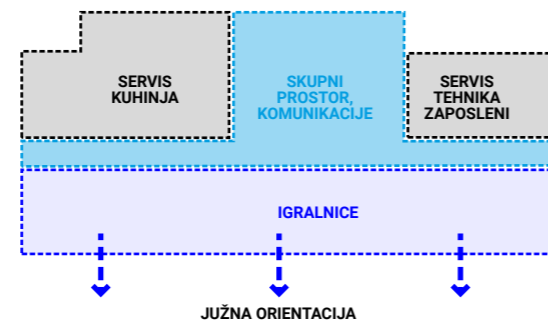 SERVIS
KUHINJA
SKUPNI
PROSTOR,
KOMUNIKACIJE
SERVIS
TEHNIKA
ZAPOSLENI
IGRALNICE
JUŽNA ORIENTACIJA